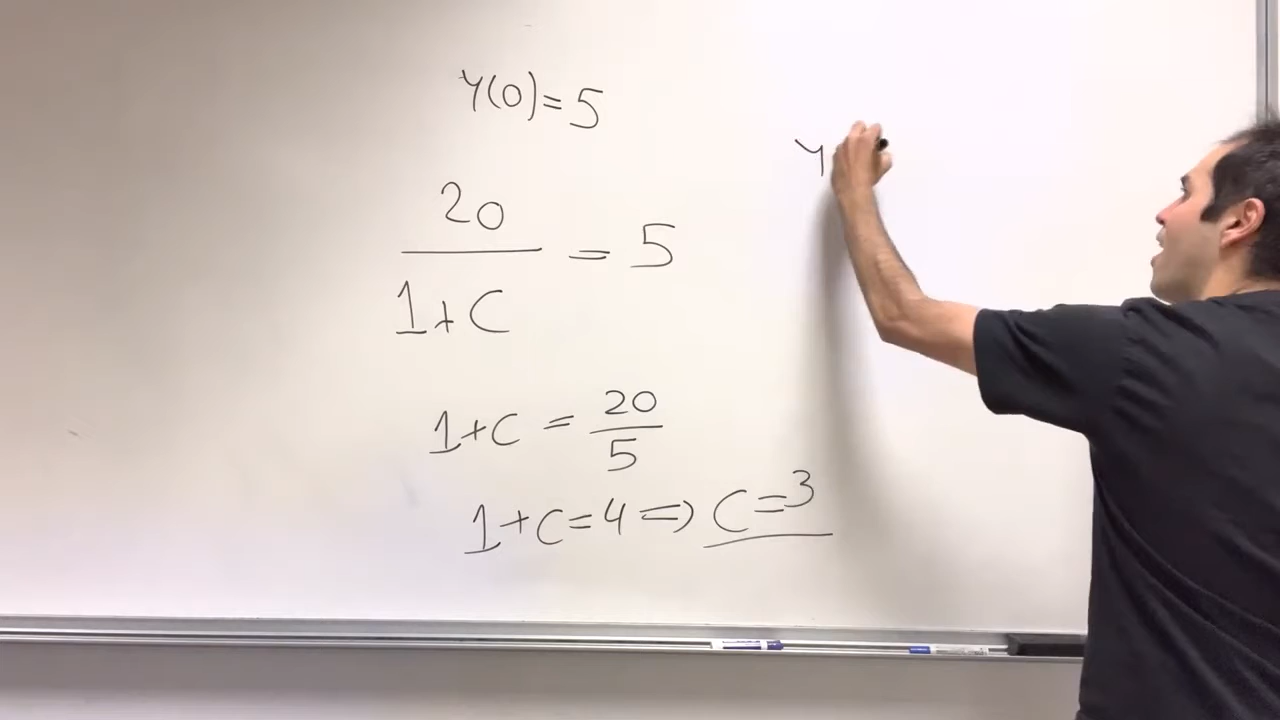 y(0)=5
20/(1+C) = 5
1+C = 20/5
1+C=4 => C=3
y